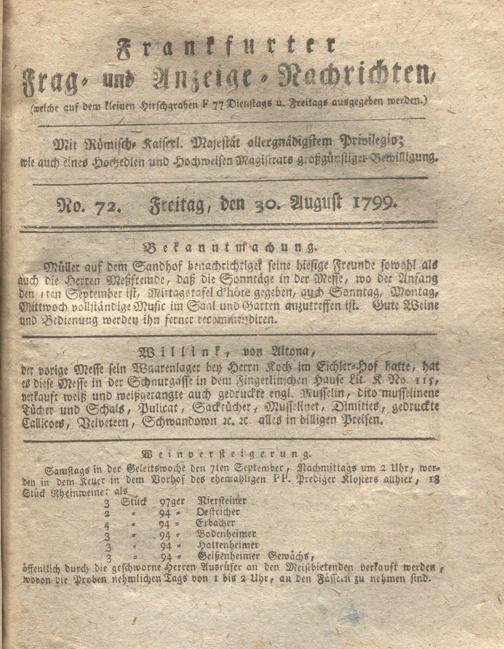 Frankfurter
Frag- und Anzeige-Nachrichten,
(welche auf dem kleinen Hirschgraben F 77 Dienstags u. Freitags ausgegeben werden.)
Mit Römisch-Kaiserl. Majestät allergnädigstem Privilegio;
wie auch eines Hochedlen und Hochweisen Magistrats großgünstiger Bewilligung.
No. 72. Freitag, den 30. August 1799.
Bekanntmachung.
Müller auf dem Sandhof benachrichtiget seine hiesige Freunde sowohl als
auch die Herren Meßfremde, daß die Sonntäge in der Messe, wo der Anfang
den 1ten September ist, Mittagstafel d'hôte gegeben, auch Sonntag, Montag,
Mittwoch vollständige Music im Saal und Garten anzutreffen ist. Gute Weine
und Bedienung werden ihn ferner recommendiren.
Willink, von Altona,
der vorige Messe sein Waarenlager bey Herrn Koch im Eichler-Hof hatte, hat
es diese Messe in der Schnurgasse in dem Fingerlinschen Hause Lit. K. No. 115,
verkauft weiß und weißgerangte auch gedruckte engl. Musselin, dito musselinene
Tücher und Schals, Pulicat, Sacktücher, Musselinet, Dimities, gedruckte
Callicoes, Velveteen, Schwandown ꝛc. ꝛc. alles in billigen Preisen.
Weinversteigerung.
Samstags in der Geleitswoche den 7ten September, Nachmittags um 2 Uhr, wer-
den in dem Keller in dem Vorhof des ehemahligen PP. Prediger Klosters allhier, 18
Stück Rheinweine: als
3 Stück 97ger Niersteiner
2 - 94 - Oestricher
4 - 94 - Erbacher
3 - 94 - Bodenheimer
3 - 94 - Hattenheimer
3 - 94 - Geißenheimer Gewächs,
öffentlich durch die geschworne Herren Ausrüfer an den Meistbietenden verkauft werden,
wovon die Proben nehmlichen Tags von 1 bis 2 Uhr, an den Fässern zu nehmen sind.